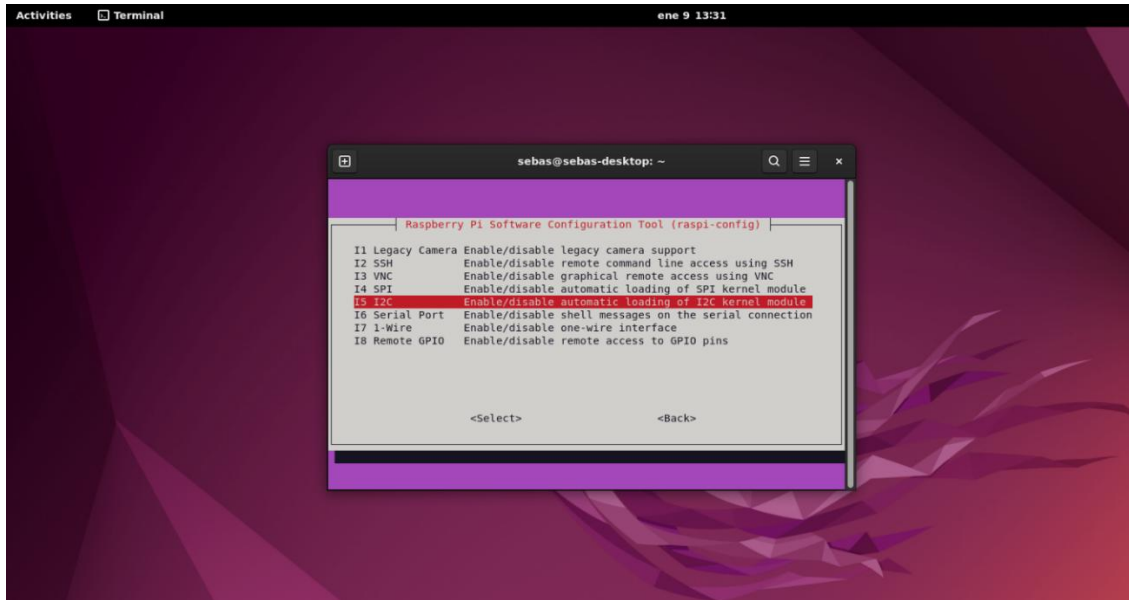 Activities Terminal ene 9 13:31
sebas@sebas-desktop: ~
Raspberry Pi Software Configuration Tool (raspi-config)
I1 Legacy Camera Enable/disable legacy camera support
I2 SSH Enable/disable remote command line access using SSH
I3 VNC Enable/disable graphical remote access using VNC
I4 SPI Enable/disable automatic loading of SPI kernel module
I5 I2C Enable/disable automatic loading of I2C kernel module
I6 Serial Port Enable/disable shell messages on the serial connection
I7 1-Wire Enable/disable one-wire interface
I8 Remote GPIO Enable/disable remote access to GPIO pins
<Select> <Back>